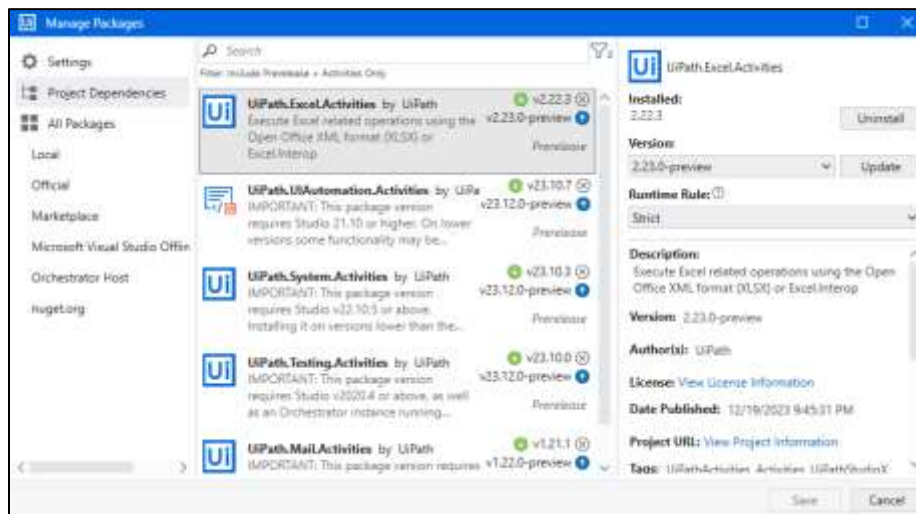 Manage Packages
Settings
Project Dependencies
All Packages
Local
Official
Marketplace
Microsoft Visual Studio Offlin
Orchestrator Host
nuget.org
Search
Filter: Include Prerelease + Activities Only
UiPath.Excel.Activities by UiPath
v2.22.3
Execute Excel related operations using the
v2.23.0-preview
Open Office XML format (XLSX) or
Excel Interop
Prerelease
UiPath.UIAutomation.Activities by UiPa
v23.10.7
IMPORTANT: This package version
v23.12.0-preview
requires Studio 21.10 or higher. On lower
versions some functionality may be...
Prerelease
UiPath.System.Activities by UiPath
v23.10.3
IMPORTANT: This package version
v23.12.0-preview
requires Studio v22.10.5 or above.
Installing it on versions lower than the...
Prerelease
UiPath.Testing.Activities by UiPath
v23.10.0
IMPORTANT: This package version
v23.12.0-preview
requires Studio v2020.4 or above, as well
as an Orchestrator instance running...
Prerelease
UiPath.Mail.Activities by UiPath
v1.21.1
IMPORTANT: This package version requires
v1.22.0-preview
Ui UiPath.Excel.Activities
Installed:
2.22.3
Uninstall
Version:
2.23.0-preview
Update
Runtime Rule:
Strict
Description:
Execute Excel related operations using the Open
Office XML format (XLSX) or Excel Interop
Version: 2.23.0-preview
Author(s): UiPath
License: View License Information
Date Published: 12/19/2023 9:45:31 PM
Project URL: View Project Information
Tags: UiPathActivities Activities UiPathStudioX
Save
Cancel